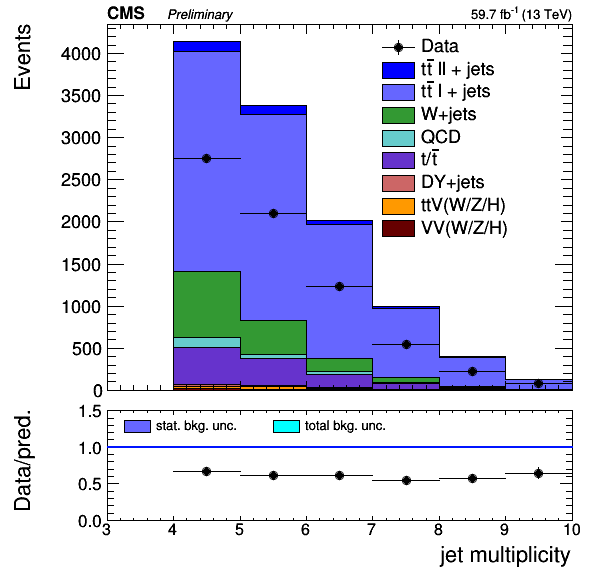 CMS Preliminary 59.7 fb⁻¹ (13 TeV)
Events
4000
3500
3000
2500
2000
1500
1000
500
0
Data
tt̅ ll + jets
tt̅ l + jets
W+jets
QCD
t/t̅
DY+jets
ttV(W/Z/H)
VV(W/Z/H)
Data/pred.
1.5
1.0
0.5
0.0
stat. bkg. unc. total bkg. unc.
3 4 5 6 7 8 9 10
jet multiplicity